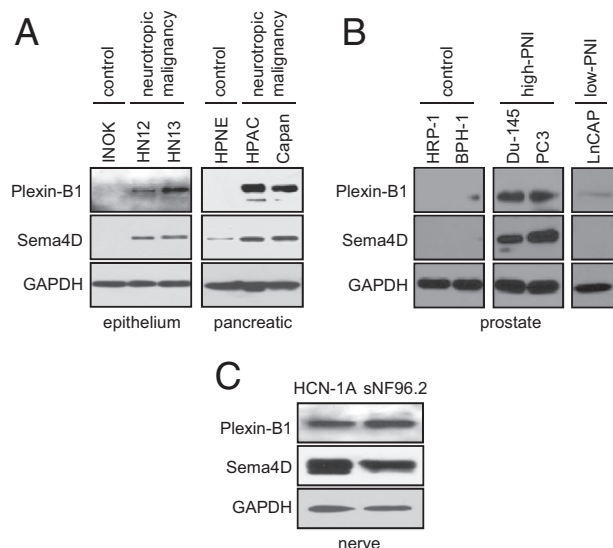 A
control
neurotropic
malignancy
control
neurotropic
malignancy
INOK
HN12
HN13
HPNE
HPAC
Capan
Plexin-B1
Sema4D
GAPDH
epithelium
pancreatic
B
control
high-PNI
low-PNI
HRP-1
BPH-1
Du-145
PC3
LnCAP
Plexin-B1
Sema4D
GAPDH
prostate
C
HCN-1A sNF96.2
Plexin-B1
Sema4D
GAPDH
nerve